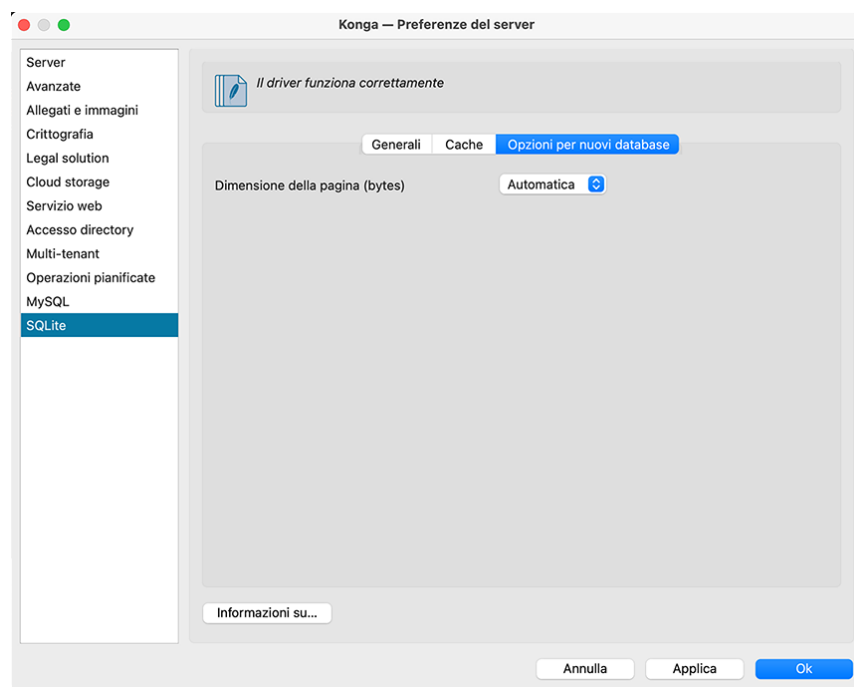 Konga — Preferenze del server
Server
Avanzate
Allegati e immagini
Crittografia
Legal solution
Cloud storage
Servizio web
Accesso directory
Multi-tenant
Operazioni pianificate
MySQL
SQLite
Il driver funziona correttamente
Generali Cache Opzioni per nuovi database
Dimensione della pagina (bytes) Automatica
Informazioni su...
Annulla Applica Ok